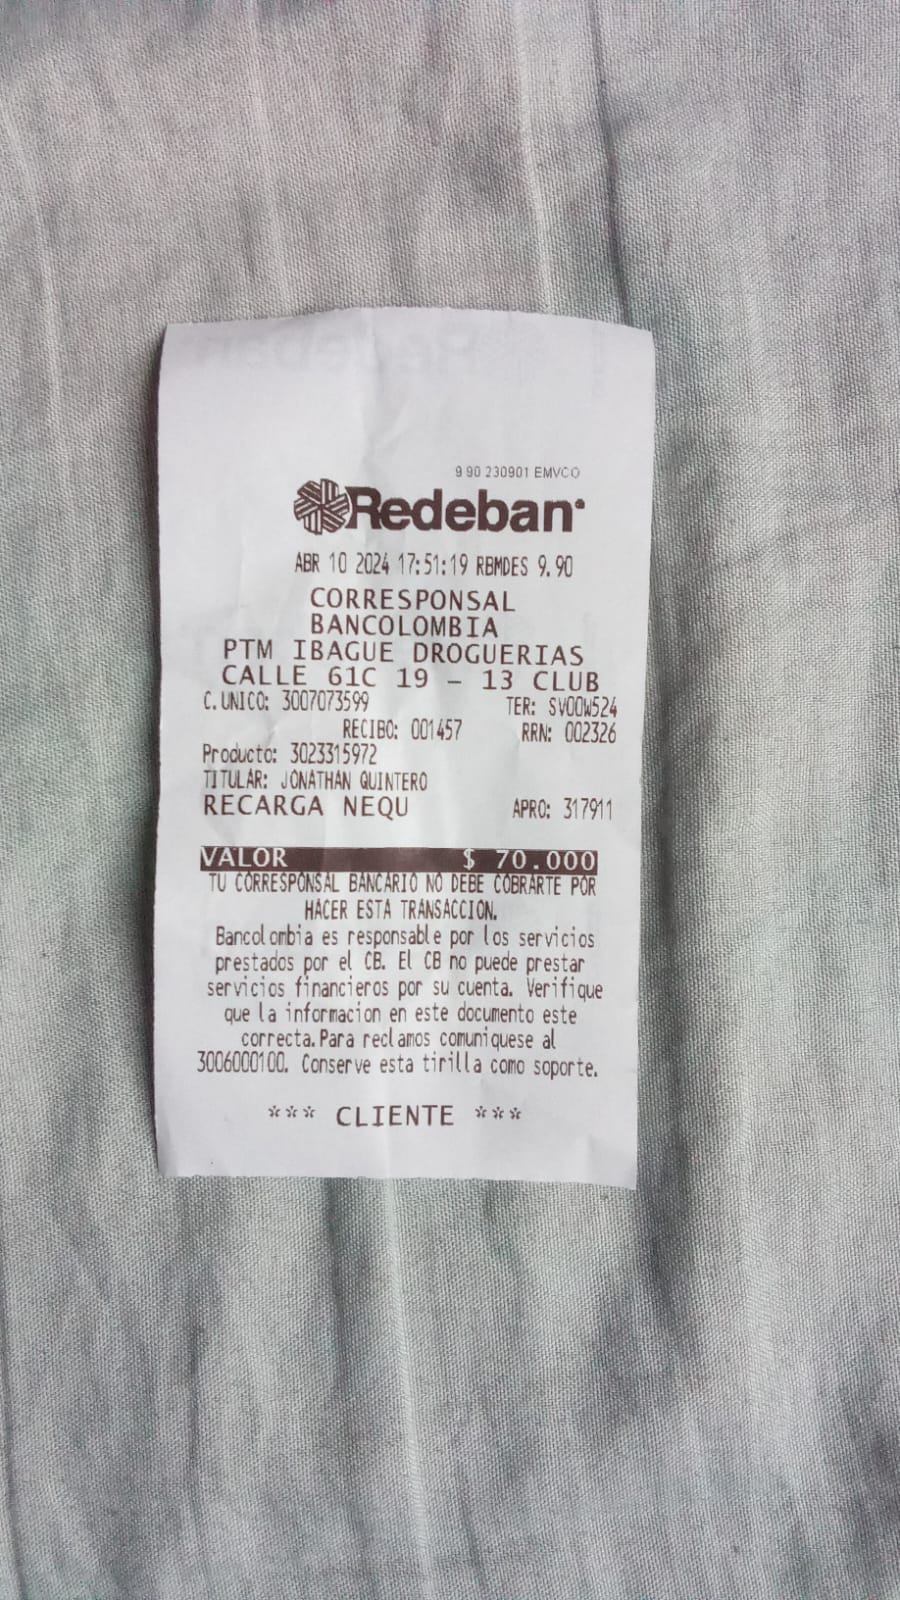 9 90 230901 EMVCO
Redeban
ABR 10 2024 17:51:19 RBMDES 9.90
CORRESPONSAL
BANCOLOMBIA
PTM IBAGUE DROGUERIAS
CALLE 61C 19 - 13 CLUB
C.UNICO: 3007073599 TER: SV00W524
RECIBO: 001457 RRN: 002326
Producto: 3023315972
TITULAR: JONATHAN QUINTERO
RECARGA NEQU APRO: 317911
VALOR $ 70.000
TU CORRESPONSAL BANCARIO NO DEBE COBRARTE POR
HACER ESTA TRANSACCION.
Bancolombia es responsable por los servicios
prestados por el CB. El CB no puede prestar
servicios financieros por su cuenta. Verifique
que la informacion en este documento este
correcta. Para reclamos comuniquese al
3006000100. Conserve esta tirilla como soporte.
*** CLIENTE ***